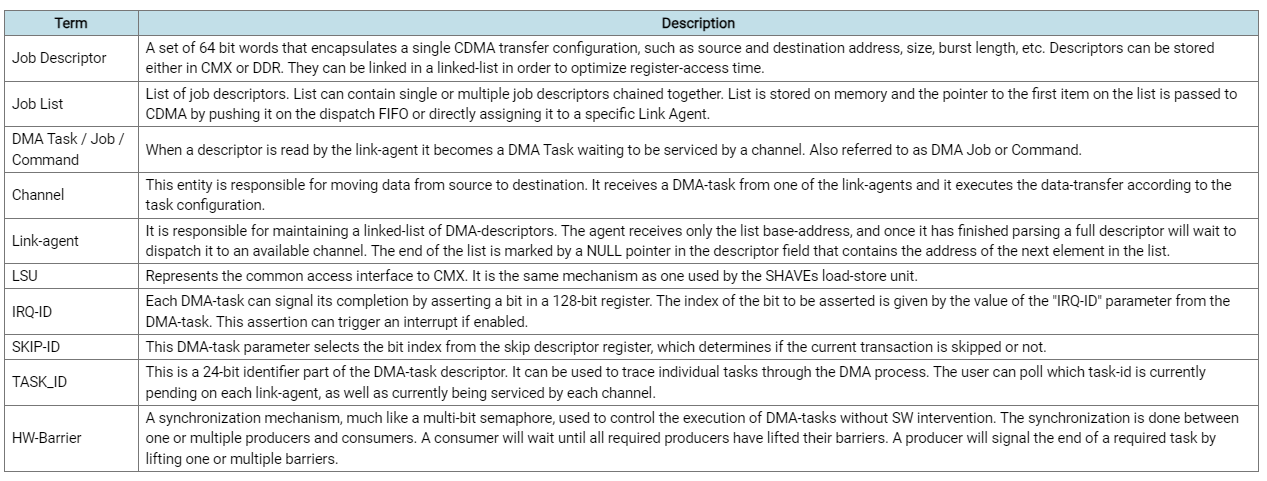 Term Description
Job Descriptor
A set of 64 bit words that encapsulates a single CDMA transfer configuration, such as source and destination address, size, burst length, etc. Descriptors can be stored
either in CMX or DDR. They can be linked in a linked-list in order to optimize register-access time.
Job List
List of job descriptors. List can contain single or multiple job descriptors chained together. List is stored on memory and the pointer to the first item on the list is passed to
CDMA by pushing it on the dispatch FIFO or directly assigning it to a specific Link Agent.
DMA Task / Job /
Command
When a descriptor is read by the link-agent it becomes a DMA Task waiting to be serviced by a channel. Also referred to as DMA Job or Command.
Channel
This entity is responsible for moving data from source to destination. It receives a DMA-task from one of the link-agents and it executes the data-transfer according to the
task configuration.
Link-agent
It is responsible for maintaining a linked-list of DMA-descriptors. The agent receives only the list base-address, and once it has finished parsing a full descriptor will wait to
dispatch it to an available channel. The end of the list is marked by a NULL pointer in the descriptor field that contains the address of the next element in the list.
LSU
Represents the common access interface to CMX. It is the same mechanism as one used by the SHAVEs load-store unit.
IRQ-ID
Each DMA-task can signal its completion by asserting a bit in a 128-bit register. The index of the bit to be asserted is given by the value of the "IRQ-ID" parameter from the
DMA-task. This assertion can trigger an interrupt if enabled.
SKIP-ID
This DMA-task parameter selects the bit index from the skip descriptor register, which determines if the current transaction is skipped or not.
TASK_ID
This is a 24-bit identifier part of the DMA-task descriptor. It can be used to trace individual tasks through the DMA process. The user can poll which task-id is currently
pending on each link-agent, as well as currently being serviced by each channel.
HW-Barrier
A synchronization mechanism, much like a multi-bit semaphore, used to control the execution of DMA-tasks without SW intervention. The synchronization is done between
one or multiple producers and consumers. A consumer will wait until all required producers have lifted their barriers. A producer will signal the end of a required task by
lifting one or multiple barriers.